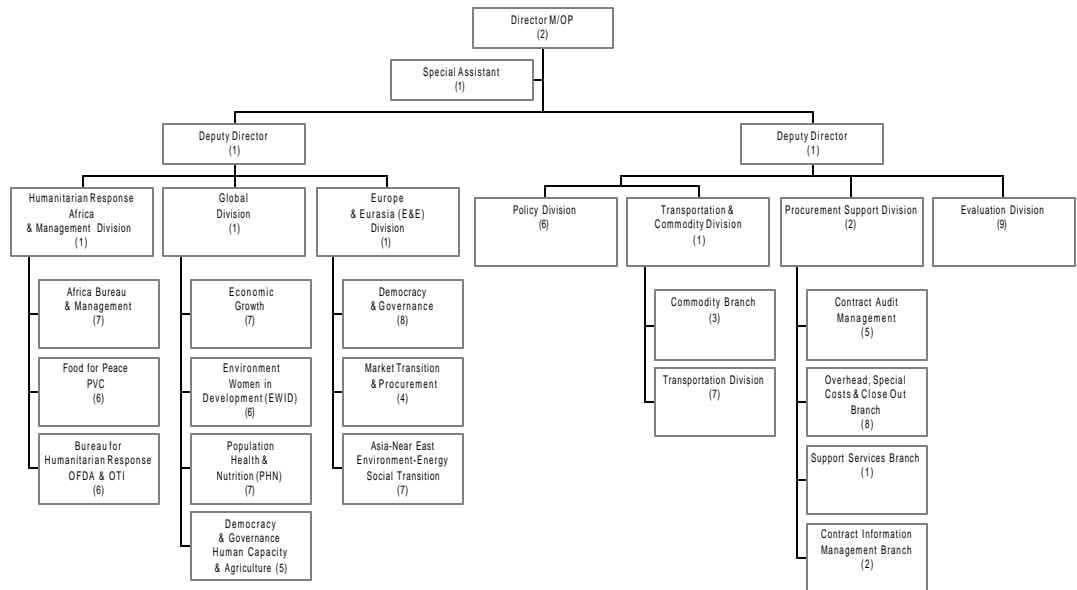 Director M/OP
(2)
Special Assistant
(1)
Deputy Director
(1)
Deputy Director
(1)
Humanitarian Response
Africa
& Management Division
(1)
Global
Division
(1)
Europe
& Eurasia (E&E)
Division
(1)
Policy Division
(6)
Transportation &
Commodity Division
(1)
Procurement Support Division
(2)
Evaluation Division
(9)
Africa Bureau
& Management
(7)
Food for Peace
PVC
(6)
Bureau for
Humanitarian Response
OFDA & OTI
(6)
Economic
Growth
(7)
Environment
Women in
Development (EWID)
(6)
Population
Health &
Nutrition (PHN)
(7)
Democracy
& Governance
Human Capacity
& Agriculture (5)
Democracy
& Governance
(8)
Market Transition
& Procurement
(4)
Asia-Near East
Environment-Energy
Social Transition
(7)
Commodity Branch
(3)
Transportation Division
(7)
Contract Audit
Management
(5)
Overhead, Special
Costs & Close Out
Branch
(8)
Support Services Branch
(1)
Contract Information
Management Branch
(2)